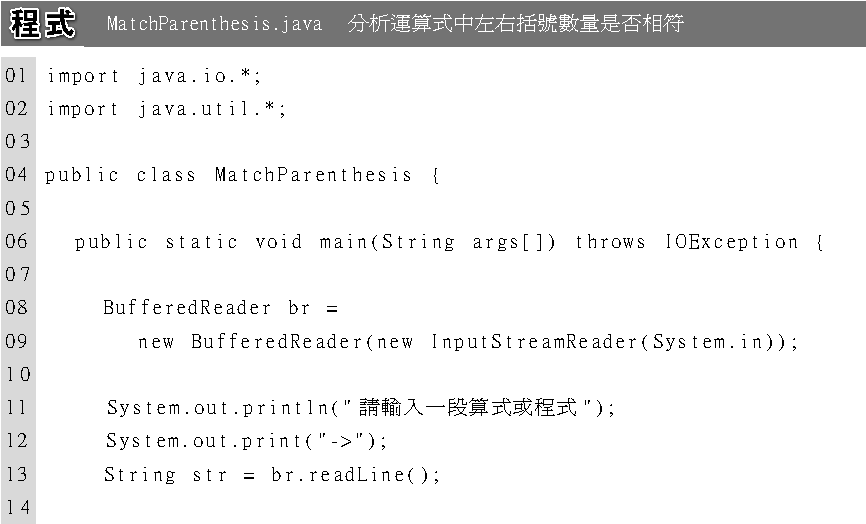 程式 MatchParenthesis.java 分析運算式中左右括號數量是否相符
01 import java.io.*;
02 import java.util.*;
03
04 public class MatchParenthesis {
05
06 public static void main(String args[]) throws IOException {
07
08 BufferedReader br =
09 new BufferedReader(new InputStreamReader(System.in));
10
11 System.out.println("請輸入一段算式或程式");
12 System.out.print("->");
13 String str = br.readLine();
14